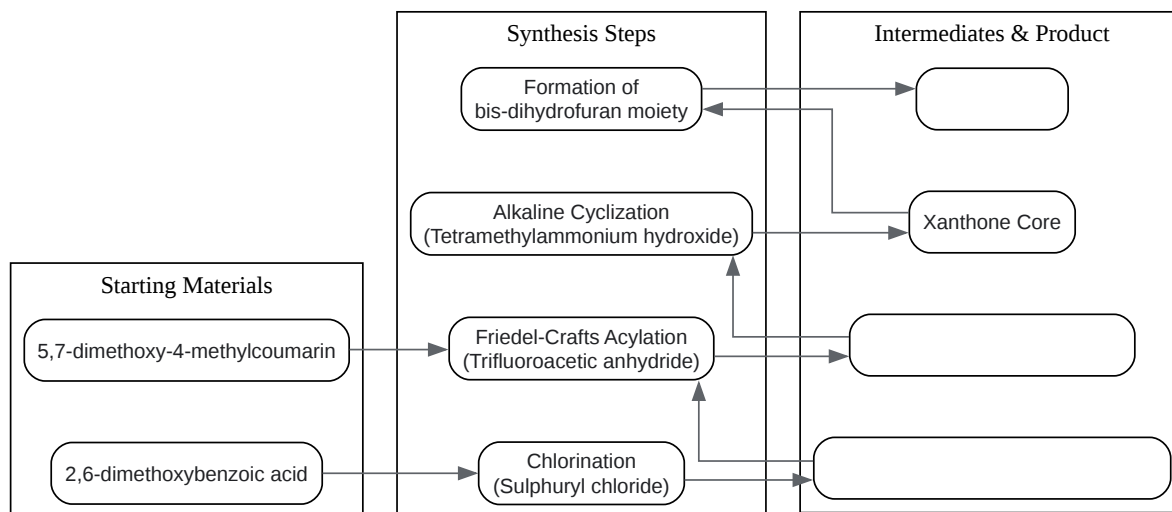 Synthesis Steps
Intermediates & Product
Formation of
bis-dihydrofuran moiety
Alkaline Cyclization
(Tetramethylammonium hydroxide)
Xanthone Core
Starting Materials
5,7-dimethoxy-4-methylcoumarin
Friedel-Crafts Acylation
(Trifluoroacetic anhydride)
2,6-dimethoxybenzoic acid
Chlorination
(Sulphuryl chloride)